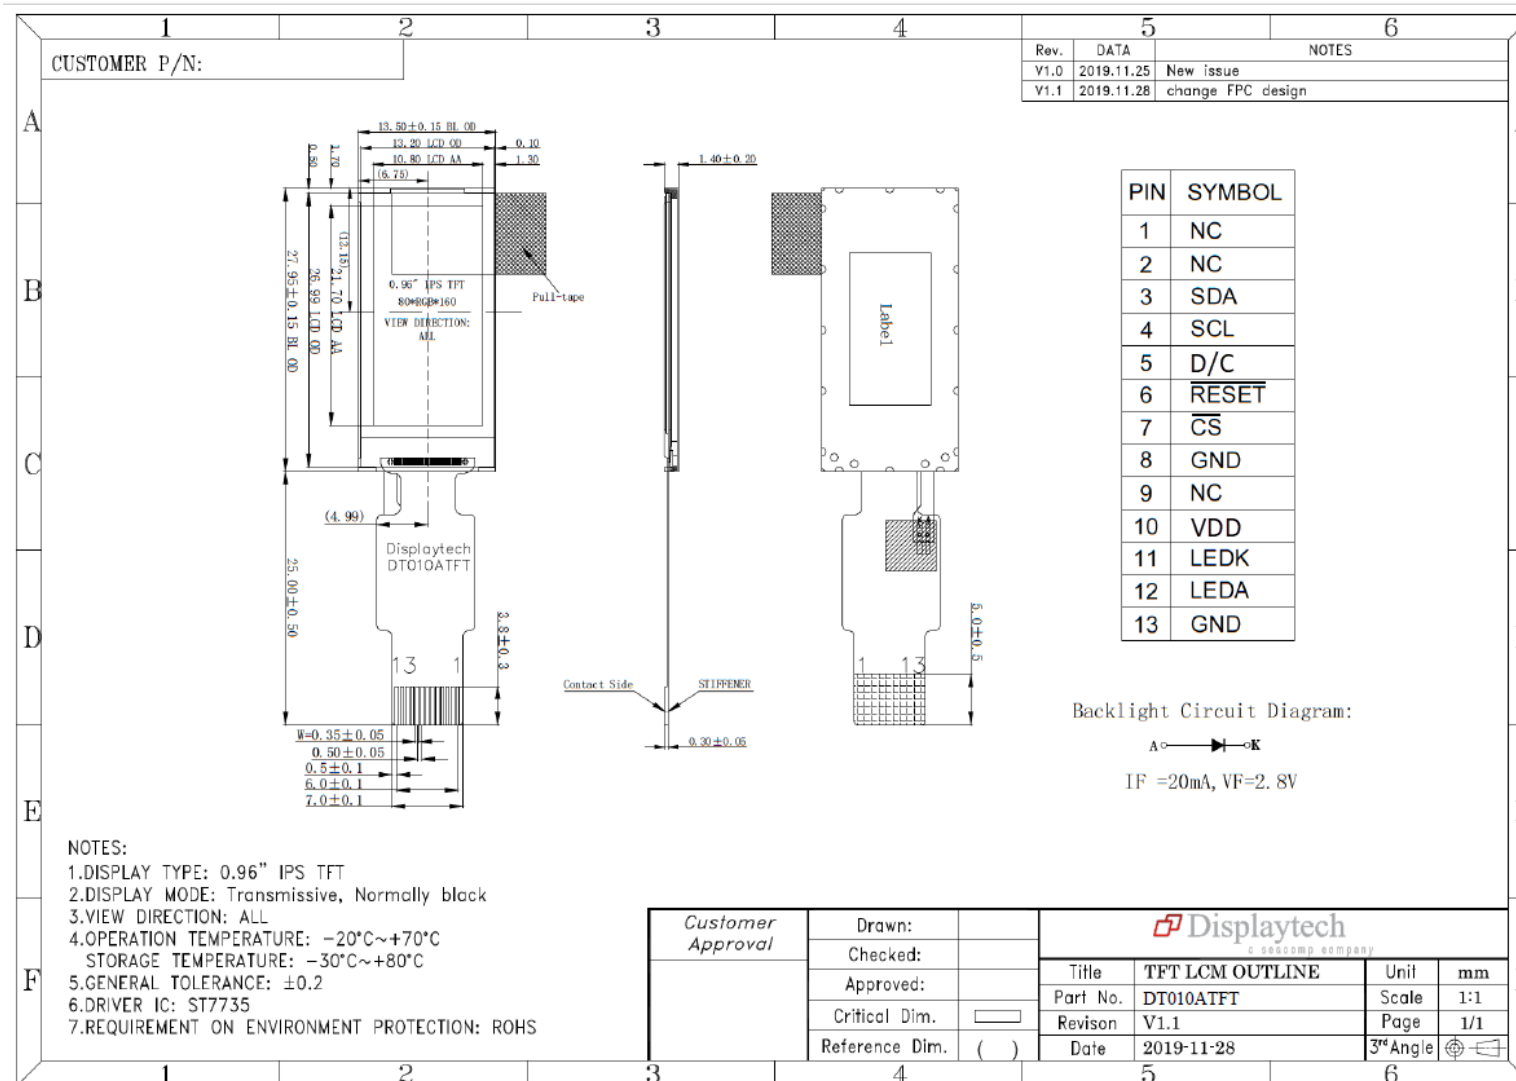 1 2 3 4 5 6
CUSTOMER P/N:
Rev. DATA NOTES
V1.0 2019.11.25 New issue
V1.1 2019.11.28 change FPC design
A
B
C
D
E
F
13.50±0.15 BL OD
13.20 LCD OD
0.10
10.80 LCD AA
1.30
(6.75)
0.50
1.70
(12.15)
27.95±0.15 BL OD
26.99 LCD OD
21.70 LCD AA
0.96" IPS TFT
80*RGB*160
VIEW DIRECTION:
ALL
Pull-tape
1.40±0.20
Label
(4.99)
Displaytech
DT010ATFT
25.00±0.50
3.8±0.3
13 1
W=0.35±0.05
0.50±0.05
0.5±0.1
6.0±0.1
7.0±0.1
Contact Side
STIFFENER
0.30±0.05
K A
1 13
5.0±0.5
PIN SYMBOL
1 NC
2 NC
3 SDA
4 SCL
5 D/C
6 RESET
7 CS
8 GND
9 NC
10 VDD
11 LEDK
12 LEDA
13 GND
Backlight Circuit Diagram:
A K
IF =20mA, VF=2.8V
NOTES:
1.DISPLAY TYPE: 0.96" IPS TFT
2.DISPLAY MODE: Transmissive, Normally black
3.VIEW DIRECTION: ALL
4.OPERATION TEMPERATURE: -20°C~+70°C
STORAGE TEMPERATURE: -30°C~+80°C
5.GENERAL TOLERANCE: ±0.2
6.DRIVER IC: ST7735
7.REQUIREMENT ON ENVIRONMENT PROTECTION: ROHS
Customer
Approval
Drawn:
Checked:
Approved:
Critical Dim.
Reference Dim. ( )
Displaytech
a seacomp company
Title TFT LCM OUTLINE Unit mm
Part No. DT010ATFT Scale 1:1
Revison V1.1 Page 1/1
Date 2019-11-28 3rd Angle
1 2 3 4 5 6